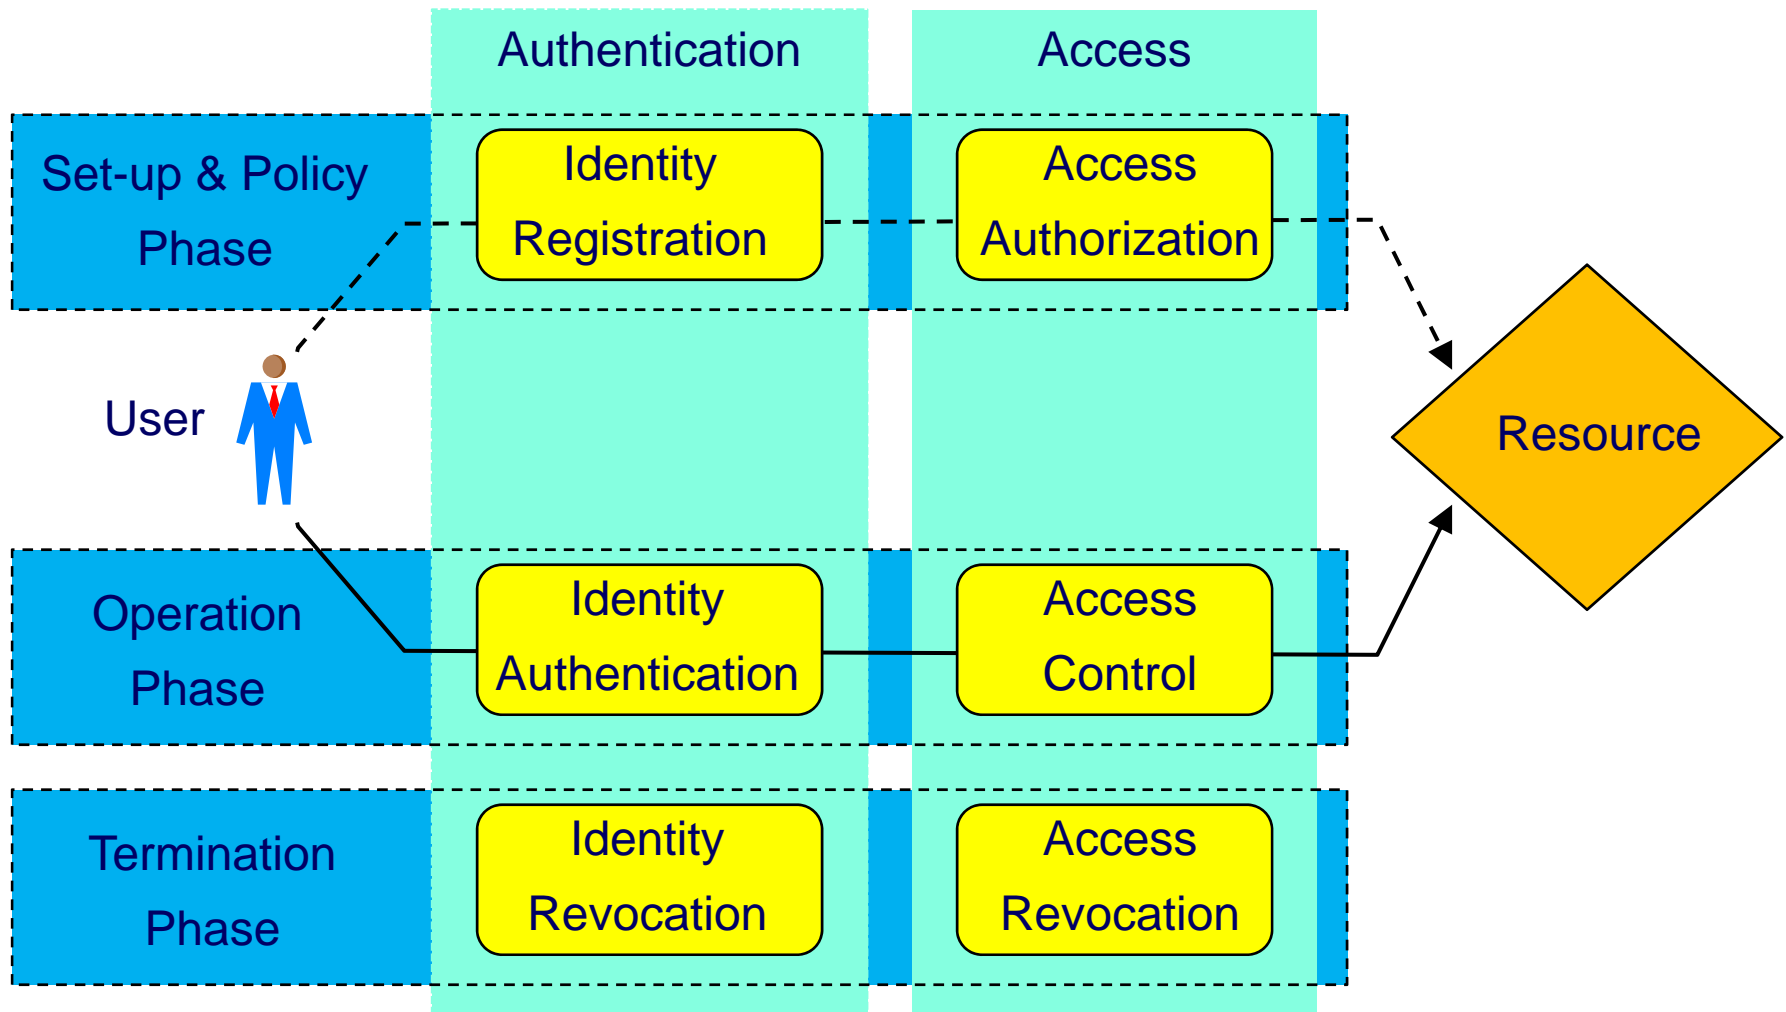 Authentication
Access
Set-up & Policy
Phase
Identity
Registration
Access
Authorization
User
Resource
Operation
Phase
Identity
Authentication
Access
Control
Termination
Phase
Identity
Revocation
Access
Revocation